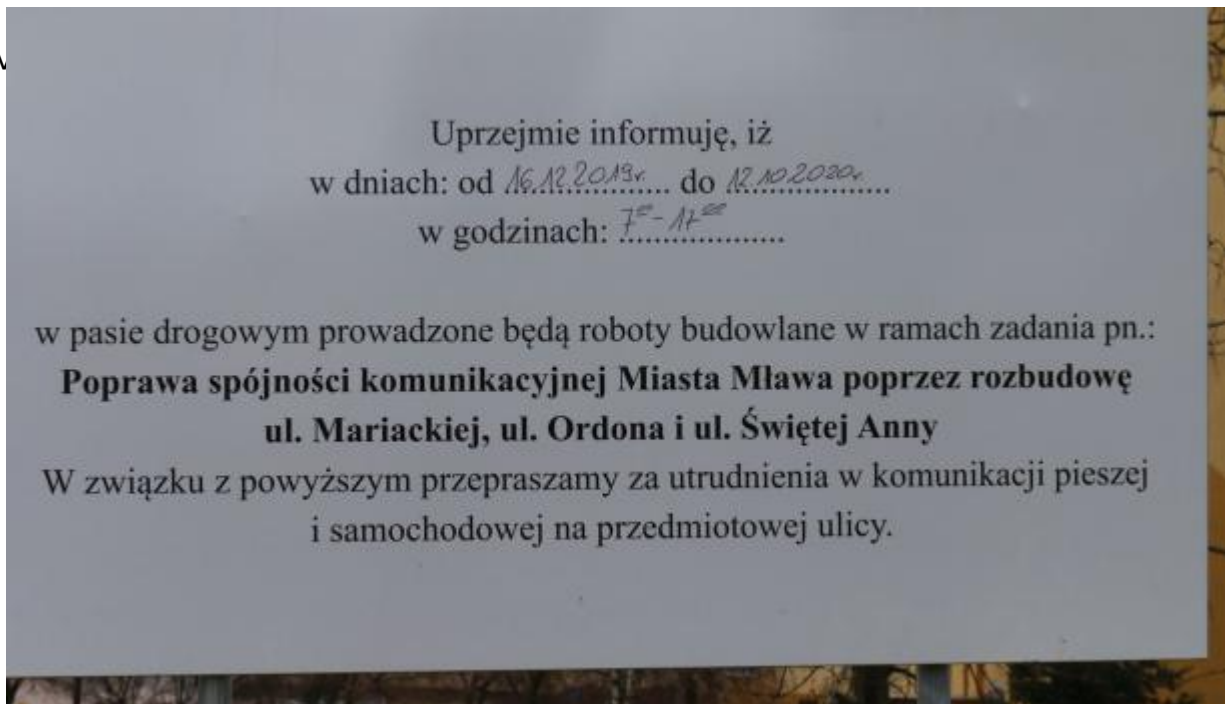 Uprzejmie informuję, iż
w dniach: od 16.12.2019r. do 12.10.2020r.
w godzinach: 7⁰⁰-17⁰⁰
w pasie drogowym prowadzone będą roboty budowlane w ramach zadania pn.:
Poprawa spójności komunikacyjnej Miasta Mława poprzez rozbudowę
ul. Mariackiej, ul. Ordona i ul. Świętej Anny
W związku z powyższym przepraszamy za utrudnienia w komunikacji pieszej
i samochodowej na przedmiotowej ulicy.